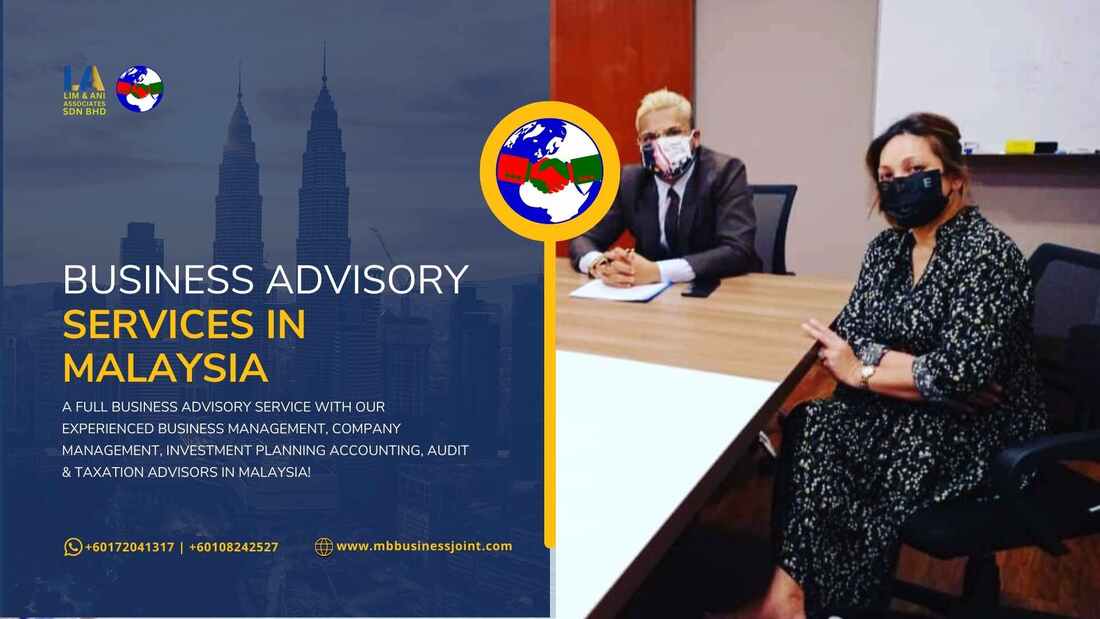 LA
LIM & ANI
ASSOCIATES
SDN BHD
BUSINESS ADVISORY
SERVICES IN
MALAYSIA
A FULL BUSINESS ADVISORY SERVICE WITH OUR
EXPERIENCED BUSINESS MANAGEMENT, COMPANY
MANAGEMENT, INVESTMENT PLANNING ACCOUNTING, AUDIT
& TAXATION ADVISORS IN MALAYSIA!
+60172041317 | +60108242527
www.mbbusinessjoint.com